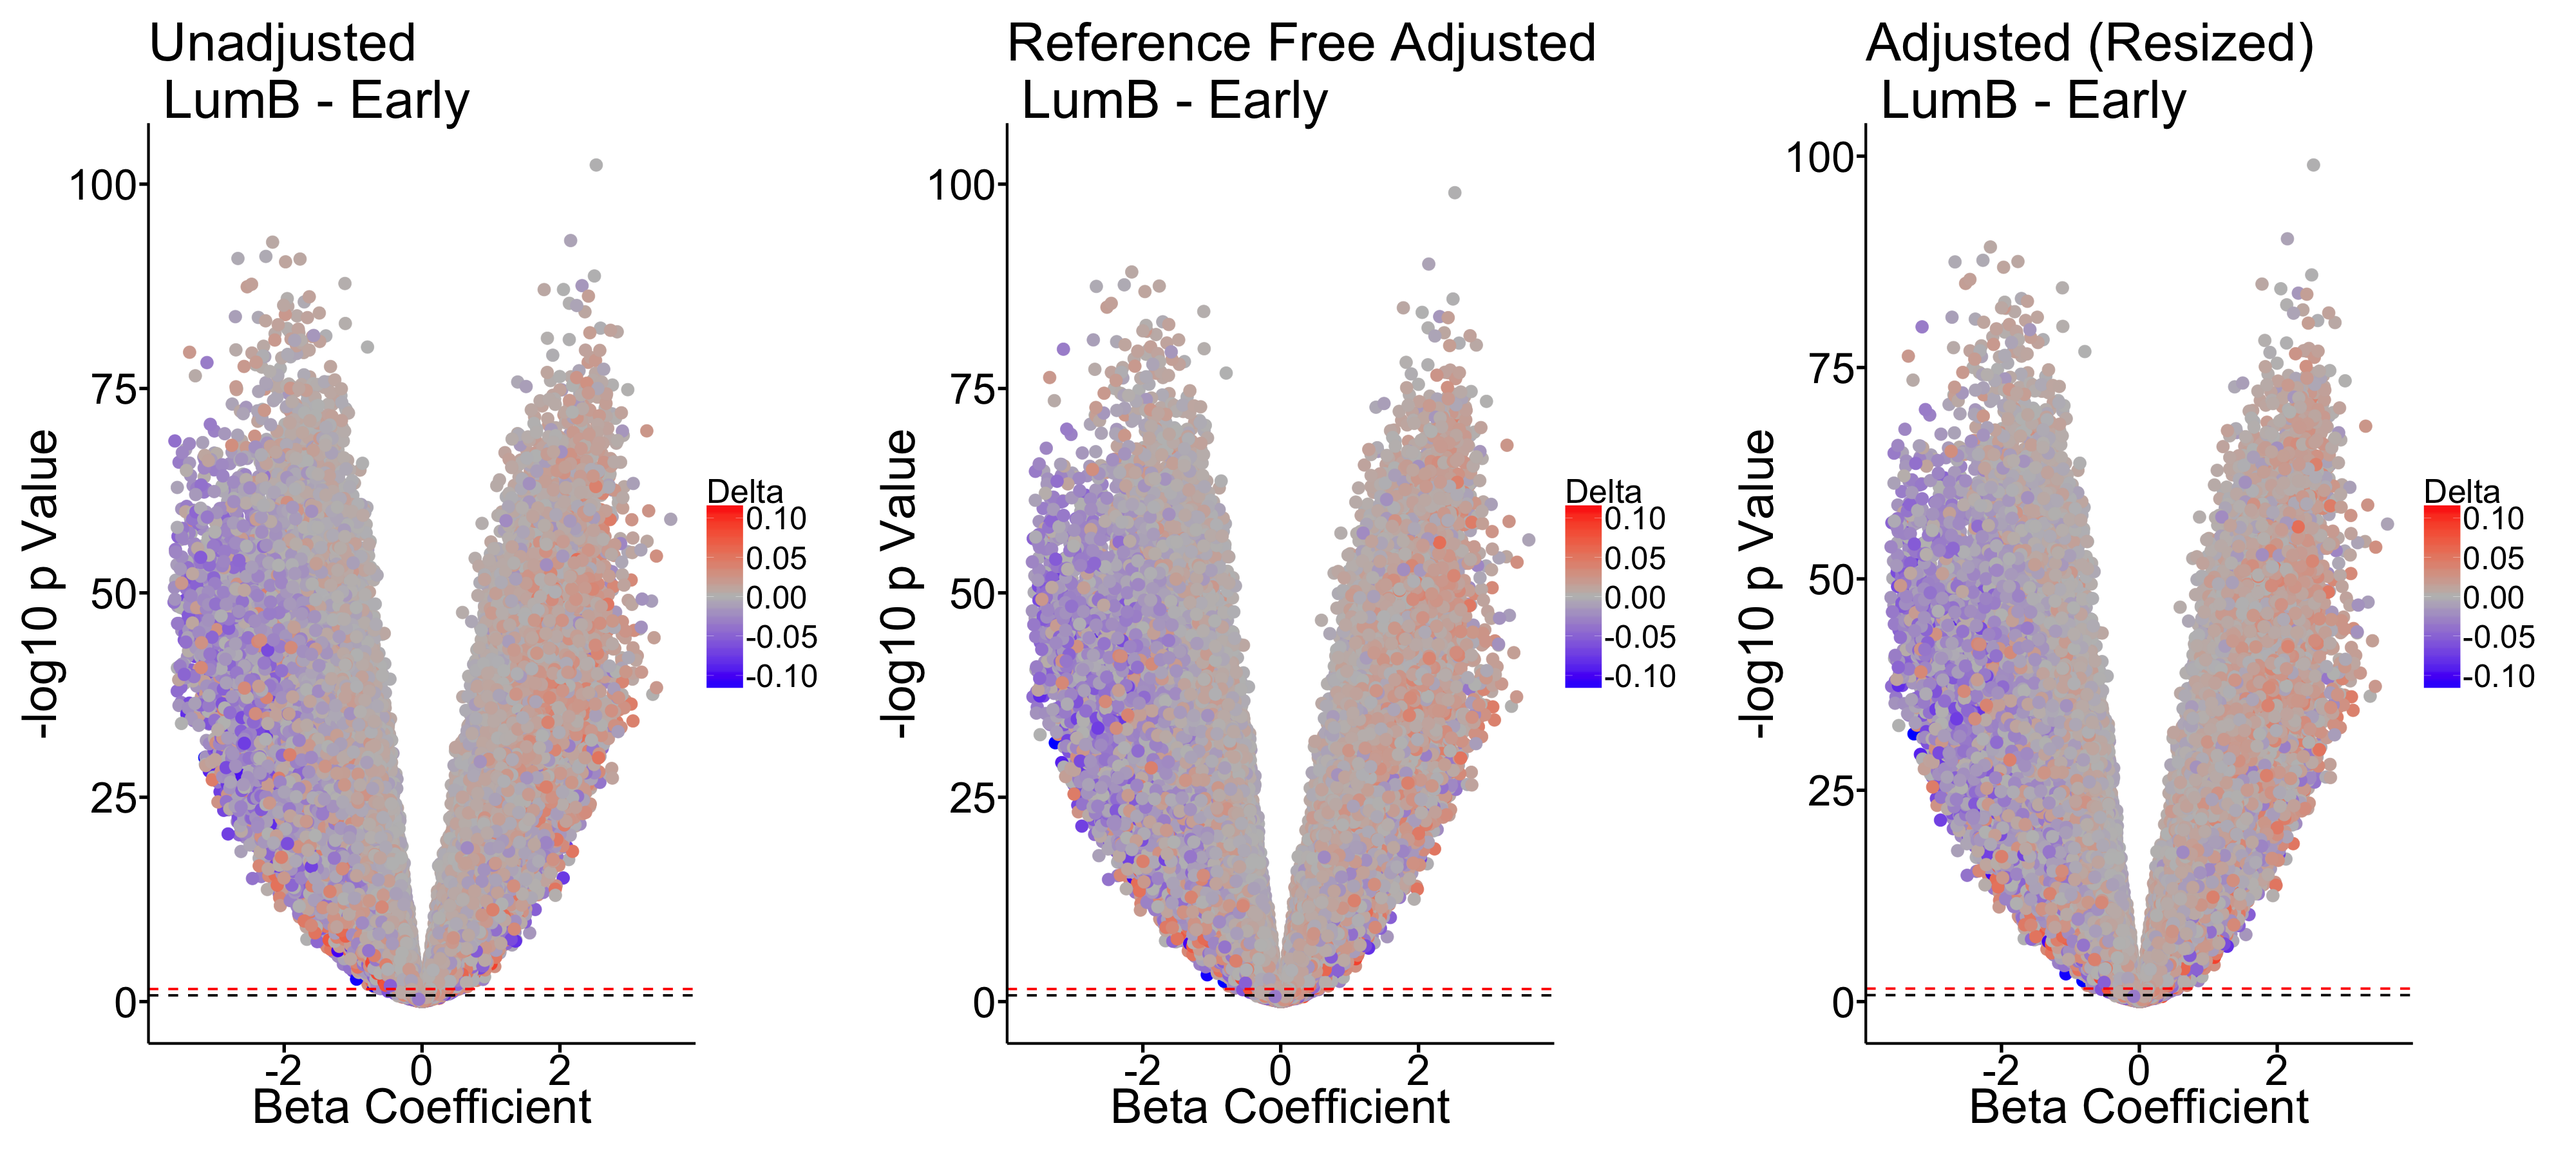 Unadjusted
LumB - Early
100
75
50
25
0
-log10 p Value
-2 0 2
Beta Coefficient
Delta
0.10
0.05
0.00
-0.05
-0.10
Reference Free Adjusted
LumB - Early
100
75
50
25
0
-log10 p Value
-2 0 2
Beta Coefficient
Delta
0.10
0.05
0.00
-0.05
-0.10
Adjusted (Resized)
LumB - Early
100
75
50
25
0
-log10 p Value
-2 0 2
Beta Coefficient
Delta
0.10
0.05
0.00
-0.05
-0.10